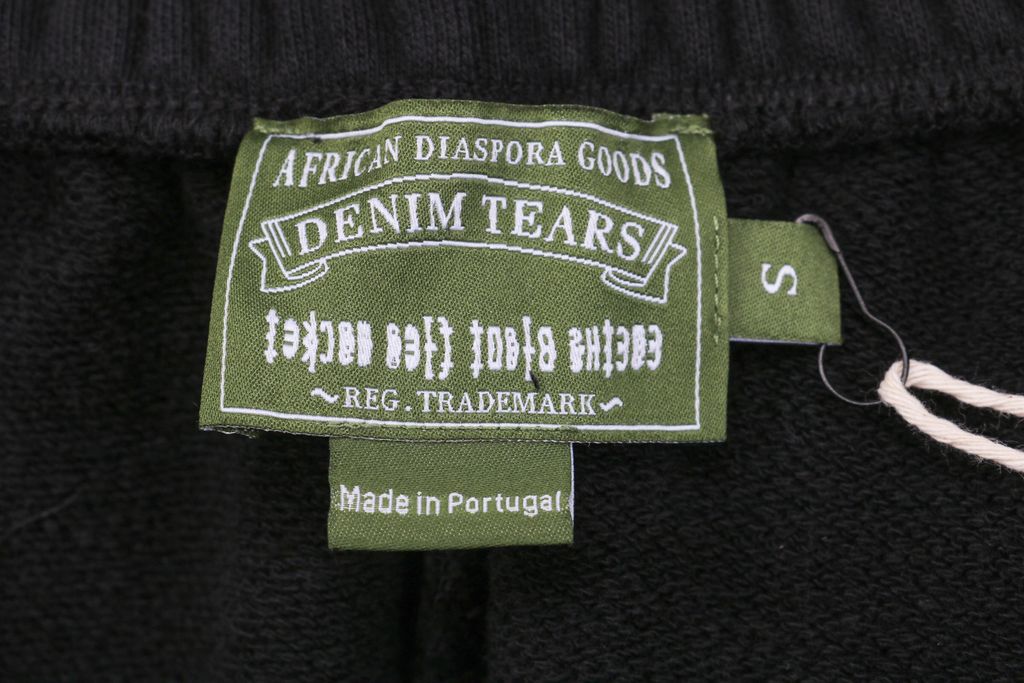 AFRICAN DIASPORA GOODS
DENIM TEARS
~REG. TRADEMARK~
S
Made in Portugal